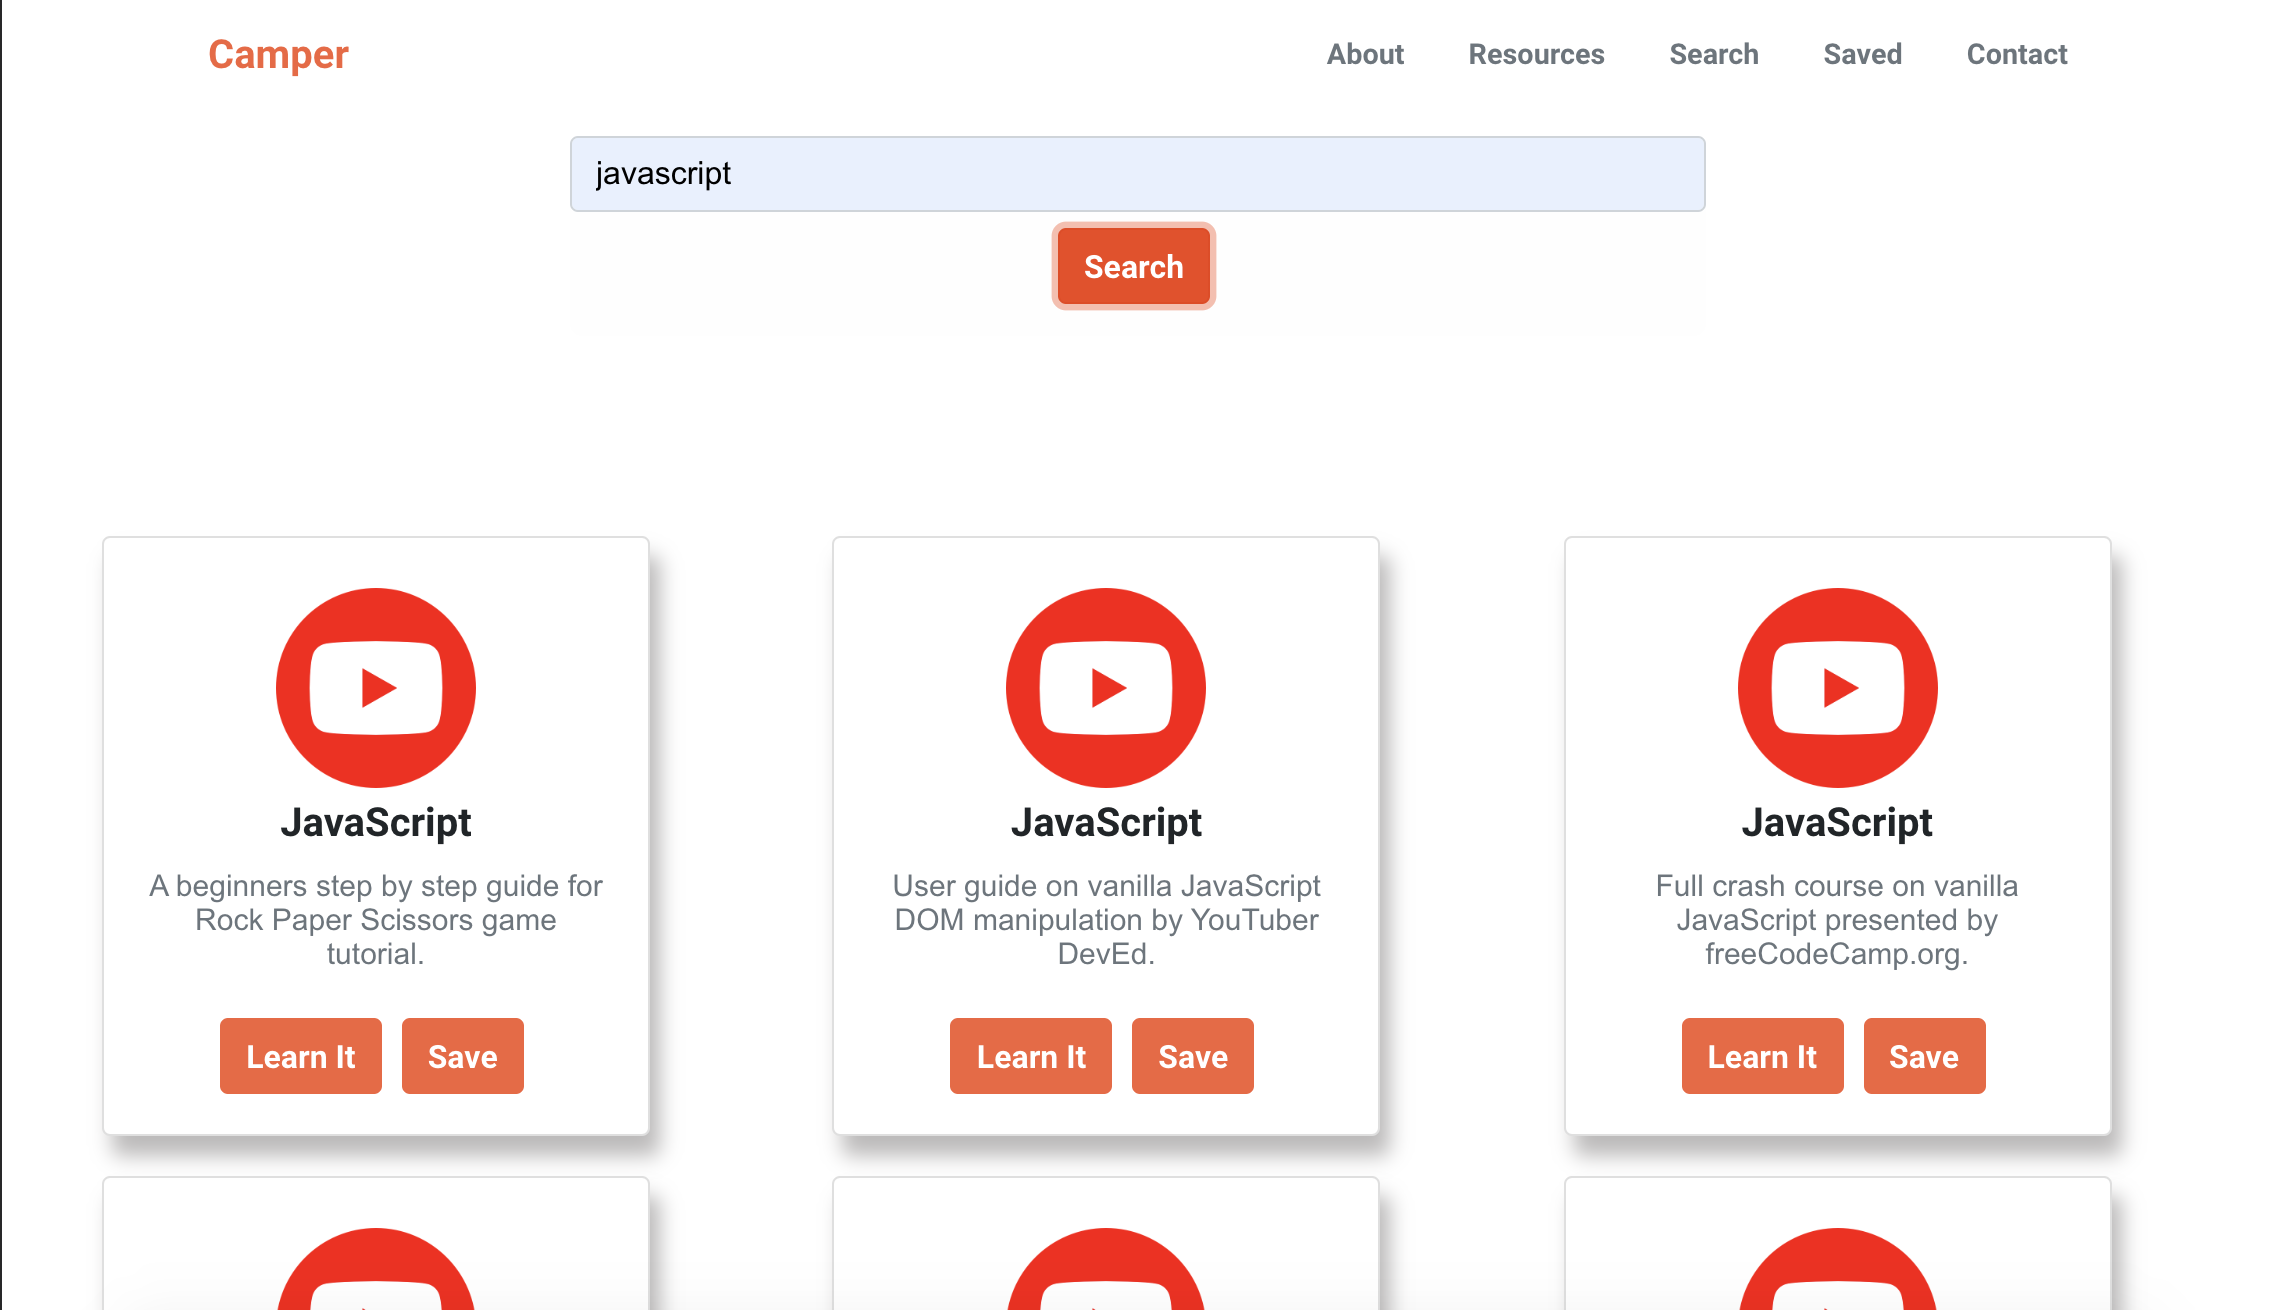 Camper
About Resources Search Saved Contact
javascript
Search
JavaScript
A beginners step by step guide for
Rock Paper Scissors game
tutorial.
Learn It Save
JavaScript
User guide on vanilla JavaScript
DOM manipulation by YouTuber
DevEd.
Learn It Save
JavaScript
Full crash course on vanilla
JavaScript presented by
freeCodeCamp.org.
Learn It Save